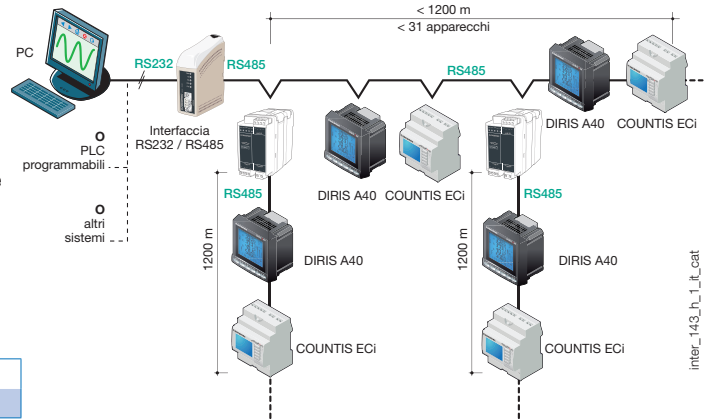 < 1200 m
< 31 apparecchi
PC
RS232
RS485
RS485
Interfaccia
RS232 / RS485
O
PLC
programmabili
O
altri
sistemi
e
DIRIS A40
COUNTIS ECi
DIRIS A40
COUNTIS ECi
RS485
1200 m
DIRIS A40
COUNTIS ECi
RS485
1200 m
DIRIS A40
COUNTIS ECi
inter_143_h_1_it_cat